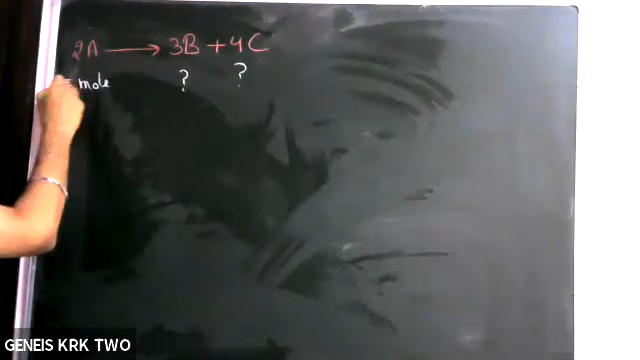 2A → 3B + 4C
mole ? ?
GENEIS KRK TWO